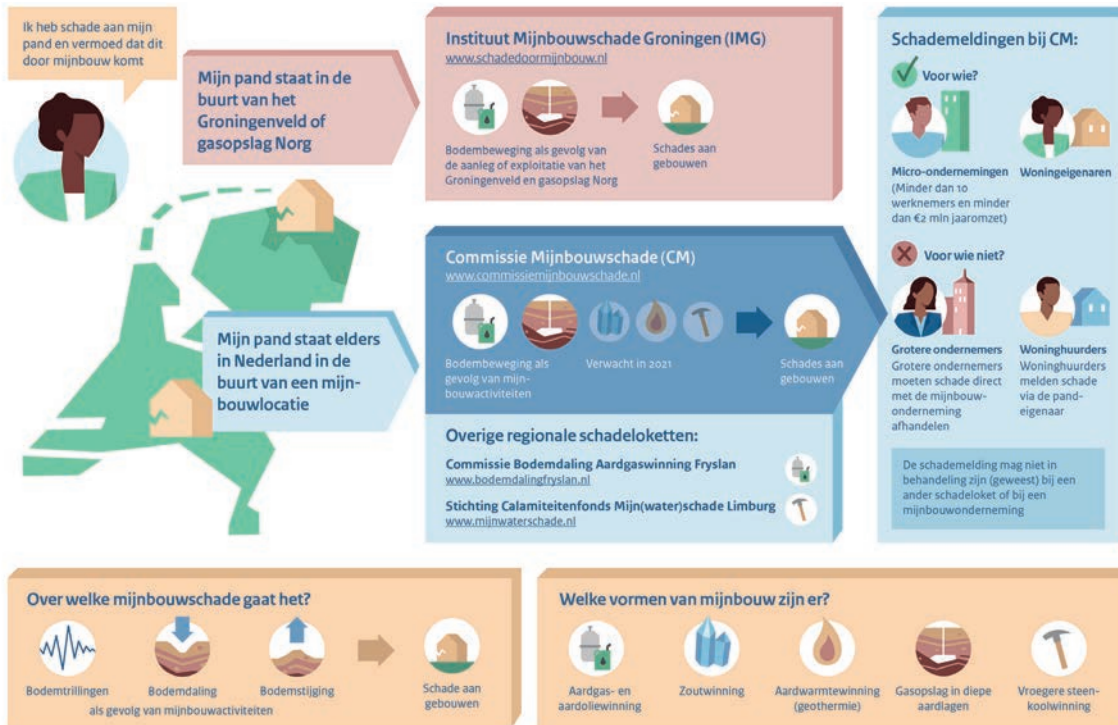 Ik heb schade aan mijn
pand en vermoed dat dit
door mijnbouw komt
Mijn pand staat in de
buurt van het
Groningenveld of
gasopslag Norg
Instituut Mijnbouwschade Groningen (IMG)
www.schadedoormijnbouw.nl
Bodembeweging als gevolg van
de aanleg of exploitatie van het
Groningenveld en gasopslag Norg
Schades aan
gebouwen
Mijn pand staat elders
in Nederland in de
buurt van een mijn-
bouwlocatie
Commissie Mijnbouwschade (CM)
www.commissiemijnbouwschade.nl
Bodembeweging als
gevolg van mijn-
bouwactiviteiten
Verwacht in 2021
Schades aan
gebouwen
Overige regionale schadeloketten:
Commissie Bodemdaling Aardgaswinning Fryslan
www.bodemdalingfryslan.nl
Stichting Calamiteitenfonds Mijn(water)schade Limburg
www.mijnwaterschade.nl
Schademeldingen bij CM:
Voor wie?
Micro-ondernemingen
(Minder dan 10
werknemers en minder
dan €2 mln jaaromzet)
Woningeigenaren
Voor wie niet?
Grotere ondernemers
Grotere ondernemers
moeten schade direct
met de mijnbouw-
onderneming
afhandelen
Woninghuurders
Woninghuurders
melden schade
via de pand-
eigenaar
De schademelding mag niet in
behandeling zijn (geweest) bij een
ander schadeloket of bij een
mijnbouwonderneming
Over welke mijnbouwschade gaat het?
Bodemtrillingen
Bodemdaling
Bodemstijging
als gevolg van mijnbouwactiviteiten
Schade aan
gebouwen
Welke vormen van mijnbouw zijn er?
Aardgas- en
aardoliewinning
Zoutwinning
Aardwarmtewinning
(geothermie)
Gasopslag in diepe
aardlagen
Vroegere steen-
koolwinning